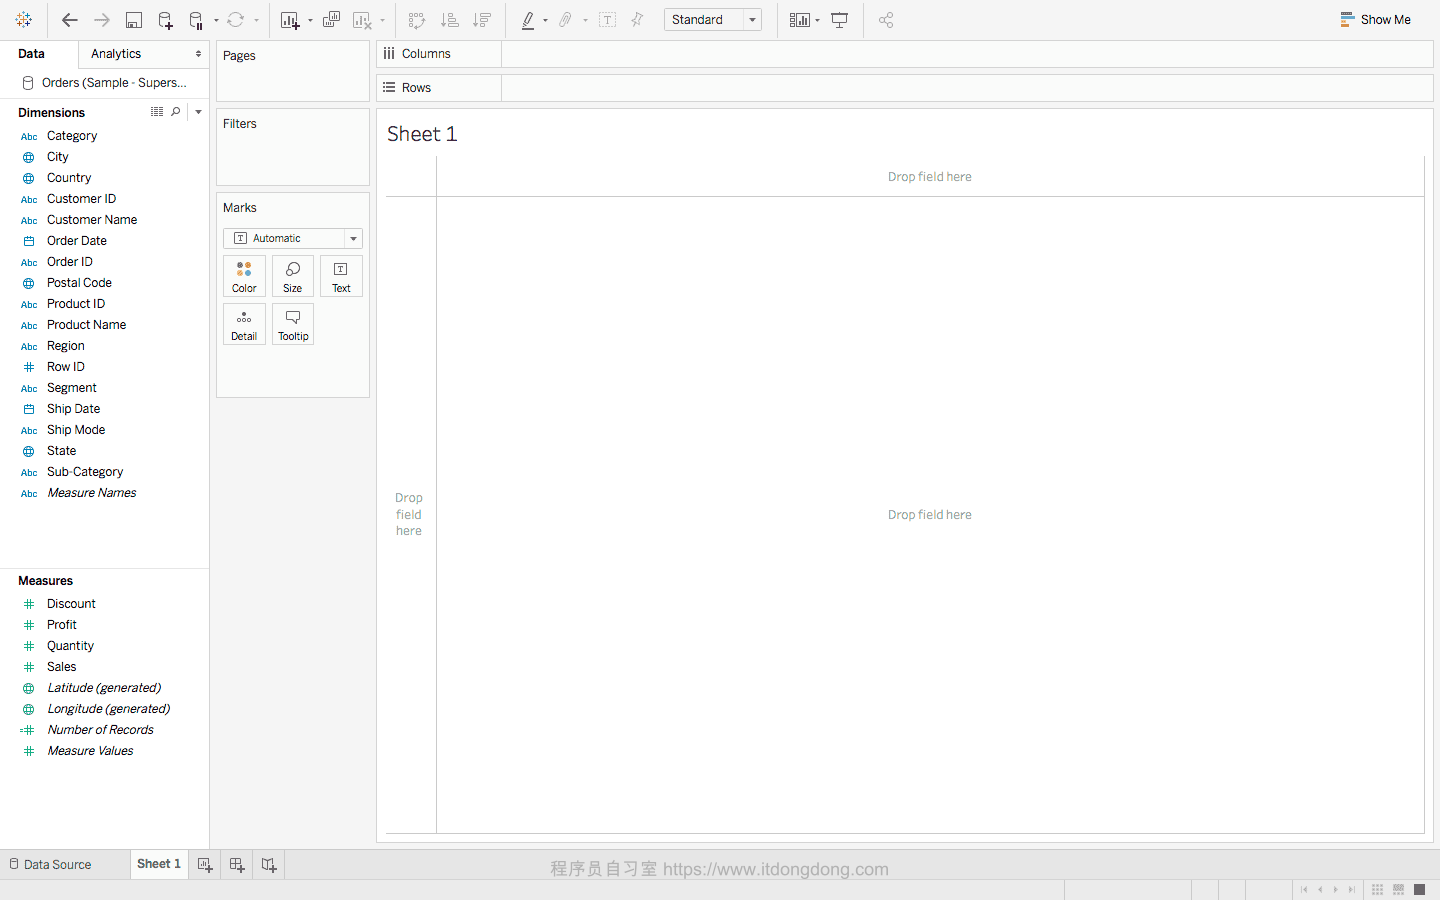 Standard
Show Me
Data
Analytics
Orders (Sample - Supers...
Dimensions
Abc Category
City
Country
Abc Customer ID
Abc Customer Name
Order Date
Abc Order ID
Postal Code
Abc Product ID
Abc Product Name
Abc Region
Row ID
Abc Segment
Ship Date
Abc Ship Mode
State
Abc Sub-Category
Abc Measure Names
Measures
Discount
Profit
Quantity
Sales
Latitude (generated)
Longitude (generated)
Number of Records
Measure Values
Pages
Filters
Marks
Automatic
Color
Size
Text
Detail
Tooltip
Columns
Rows
Sheet 1
Drop field here
Drop
field
here
Drop field here
Data Source
Sheet 1
程序员自习室 https://www.itdongdong.com